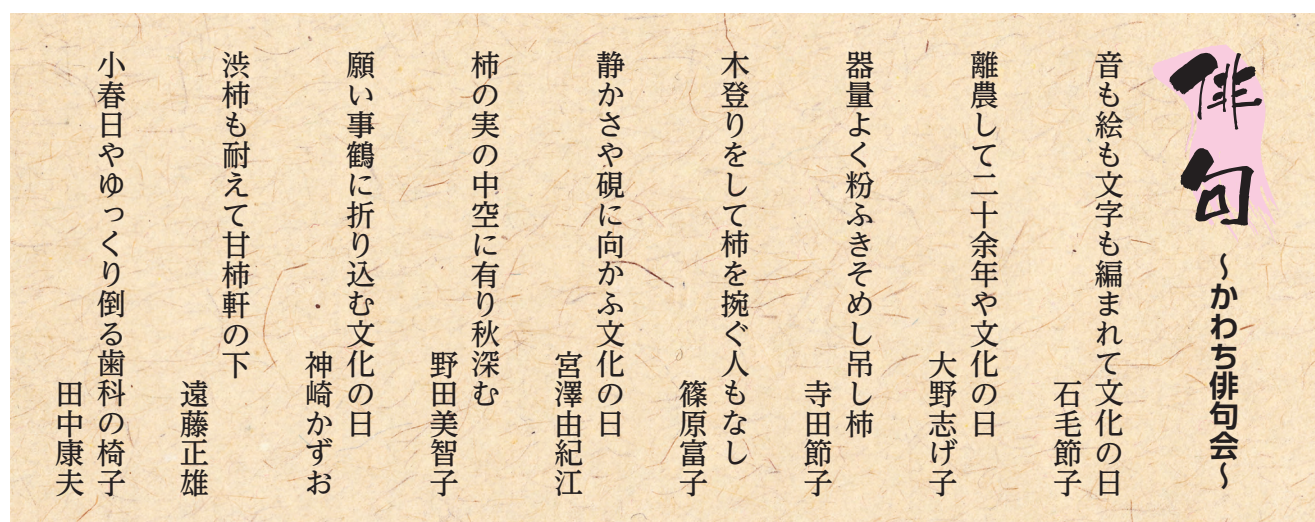 俳句
～かわち俳句会～
音も絵も文字も編まれて文化の日
石毛節子
離農して二十余年や文化の日
大野志げ子
器量よく粉ふきそめし吊し柿
寺田節子
木登りをして柿を捥ぐ人もなし
篠原富子
静かさや硯に向かふ文化の日
宮澤由紀江
柿の実の中空に有り秋深む
野田美智子
願い事鶴に折り込む文化の日
神崎かずお
渋柿も耐えて甘柿軒の下
遠藤正雄
小春日やゆっくり倒る歯科の椅子
田中康夫